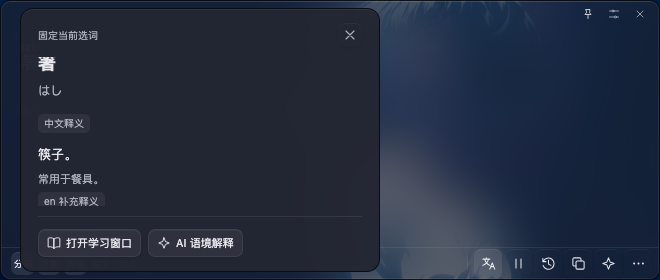 固定当前选词
箸
はし
中文释义
筷子。
常用于餐具。
en 补充释义
打开学习窗口
AI 语境解释